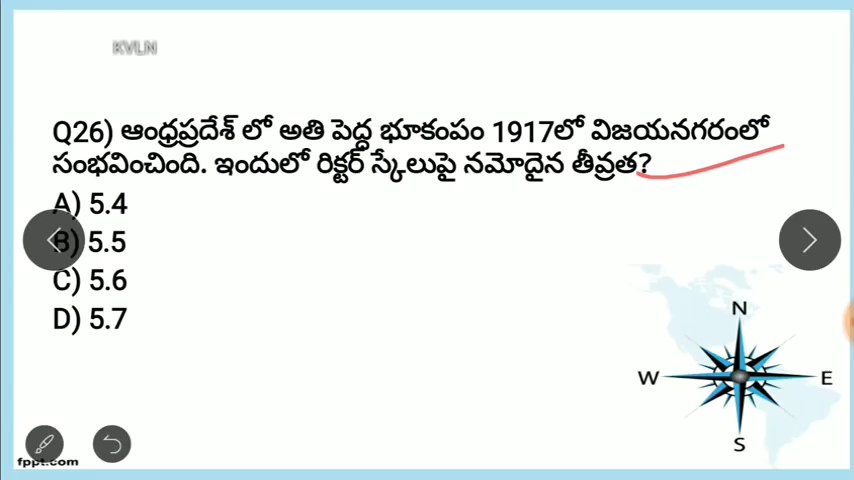 KVLN
Q26) ఆంధ్రప్రదేశ్ లో అతి పెద్ధ భూకంపం 1917లో విజయనగరంలో
సంభవించింది. ఇందులో రిక్టర్ స్కేలుపై నమోదైన తీవ్రత?
A) 5.4
B) 5.5
C) 5.6
D) 5.7
N
W E
S
fppt.com